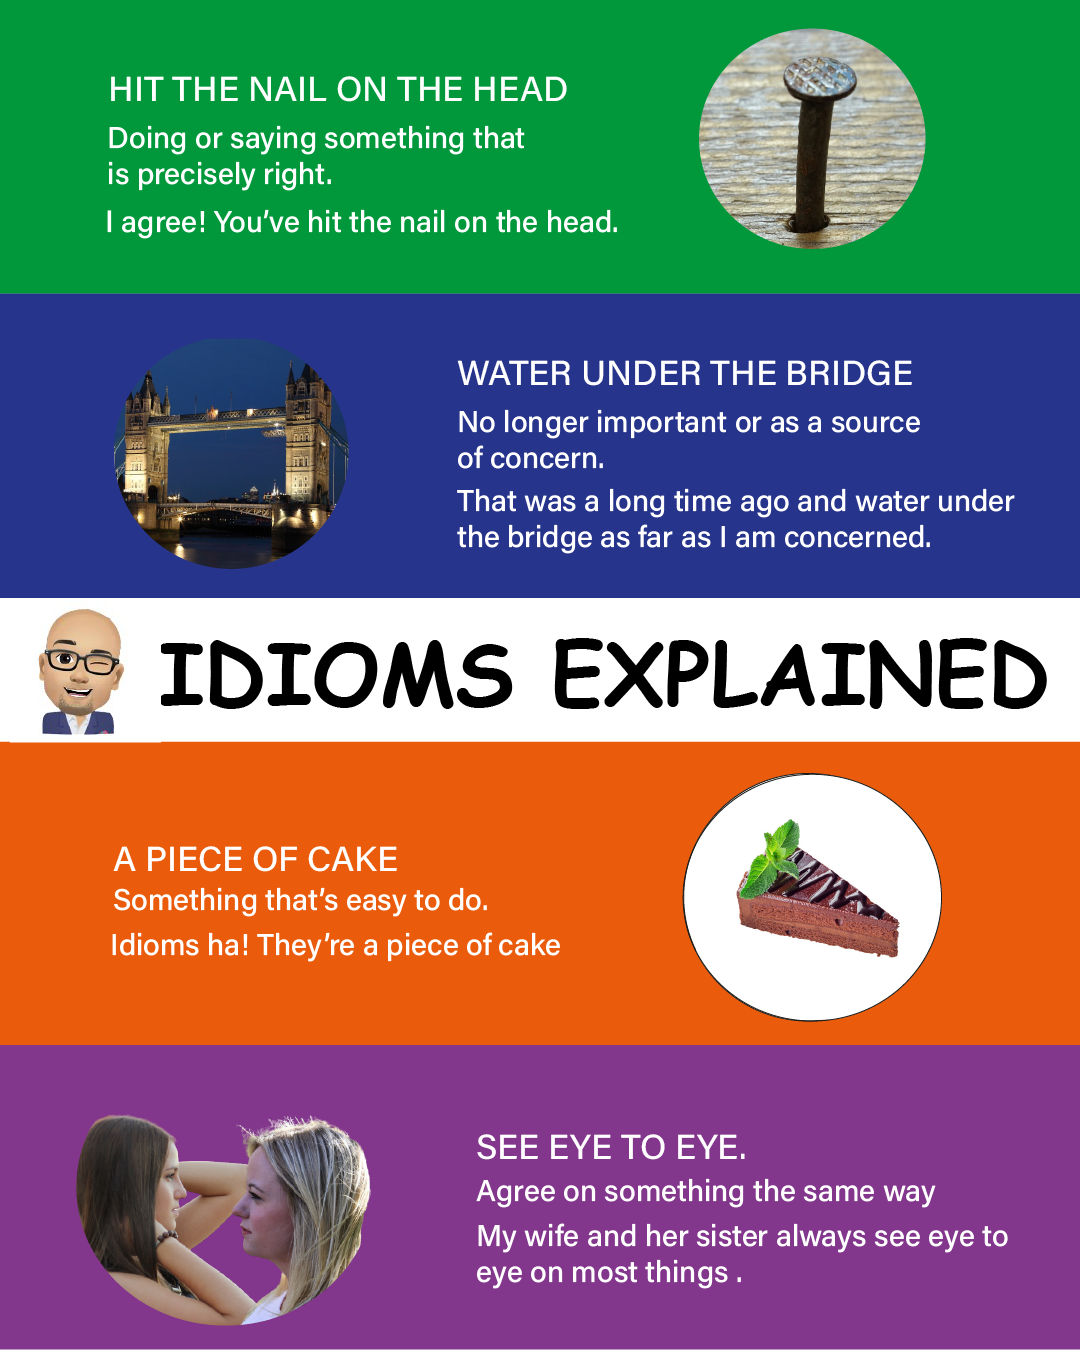 HIT THE NAIL ON THE HEAD
Doing or saying something that
is precisely right.
I agree! You’ve hit the nail on the head.
WATER UNDER THE BRIDGE
No longer important or as a source
of concern.
That was a long time ago and water under
the bridge as far as I am concerned.
IDIOMS EXPLAINED
A PIECE OF CAKE
Something that’s easy to do.
Idioms ha! They’re a piece of cake
SEE EYE TO EYE.
Agree on something the same way
My wife and her sister always see eye to
eye on most things .